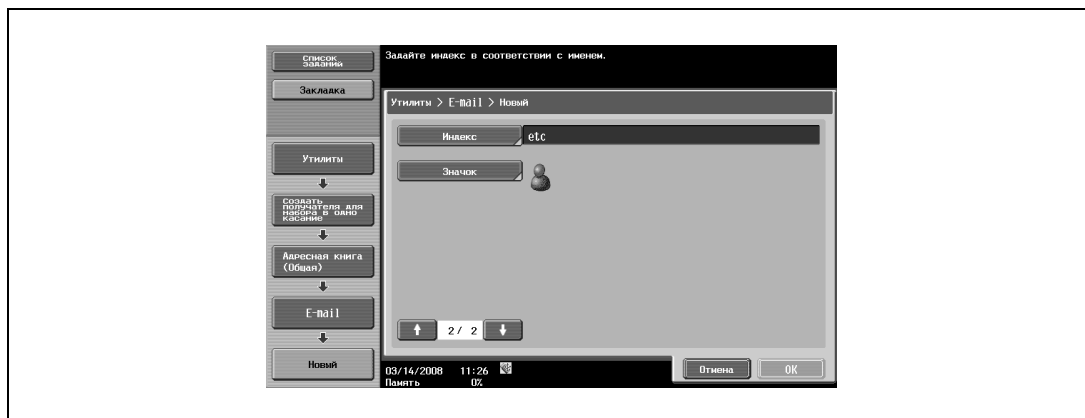 Список
заданий
Задайте индекс в соответствии с именем.
Закладка
Утилиты > E-mail > Новый
Индекс
etc
Значок
Утилиты
Создать
получателя для
набора в одно
касание
Адресная книга
(Общая)
E-mail
2/ 2
Новый
03/14/2008 11:26
Память 0%
Отмена
OK